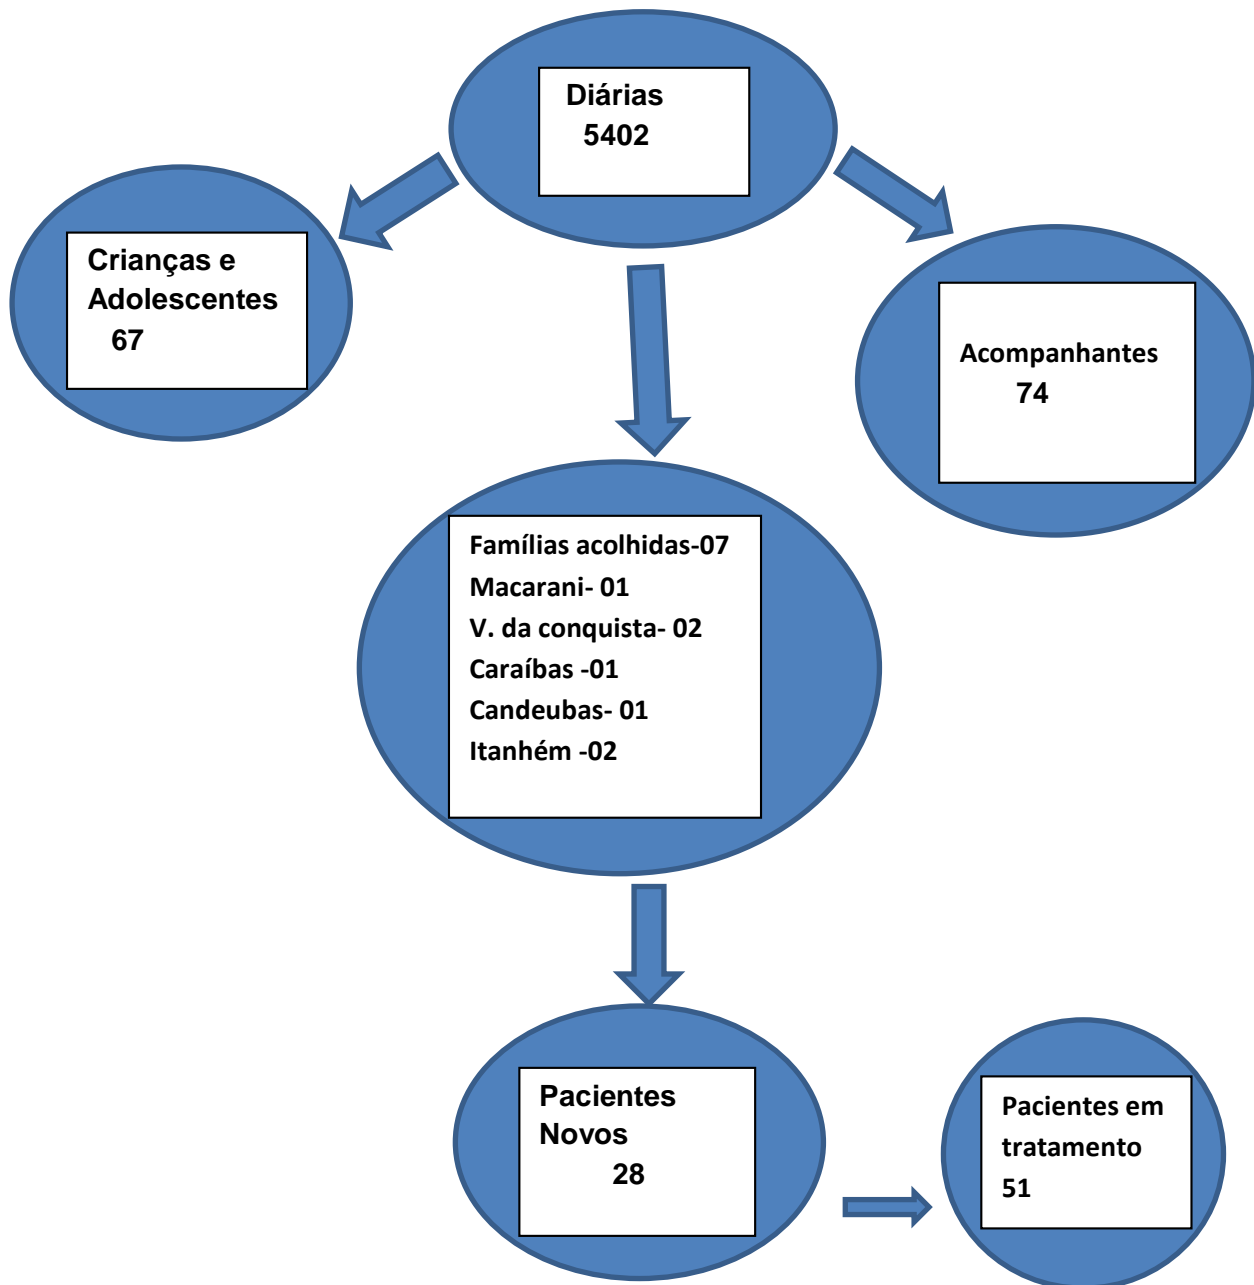 Diárias
5402
Crianças e
Adolescentes
67
Acompanhantes
74
Famílias acolhidas-07
Macarani- 01
V. da conquista- 02
Caraíbas -01
Candeubas- 01
Itanhém -02
Pacientes
Novos
28
Pacientes em
tratamento
51